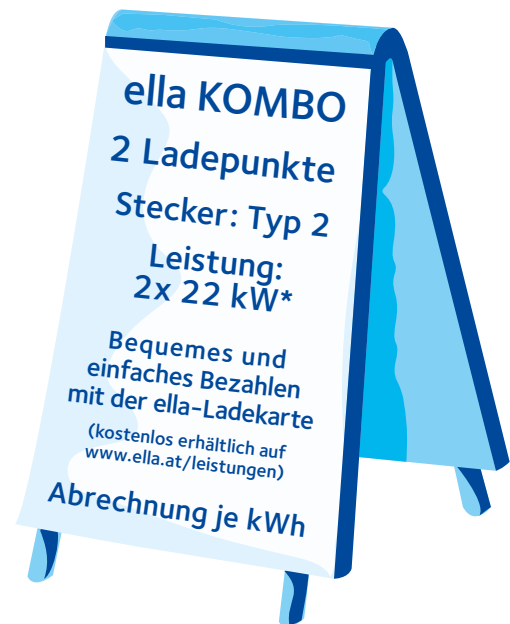 ella KOMBO
2 Ladepunkte
Stecker: Typ 2
Leistung:
2x 22 kW*
Bequemes und
einfaches Bezahlen
mit der ella-Ladekarte
(kostenlos erhältlich auf
www.ella.at/leistungen)
Abrechnung je kWh